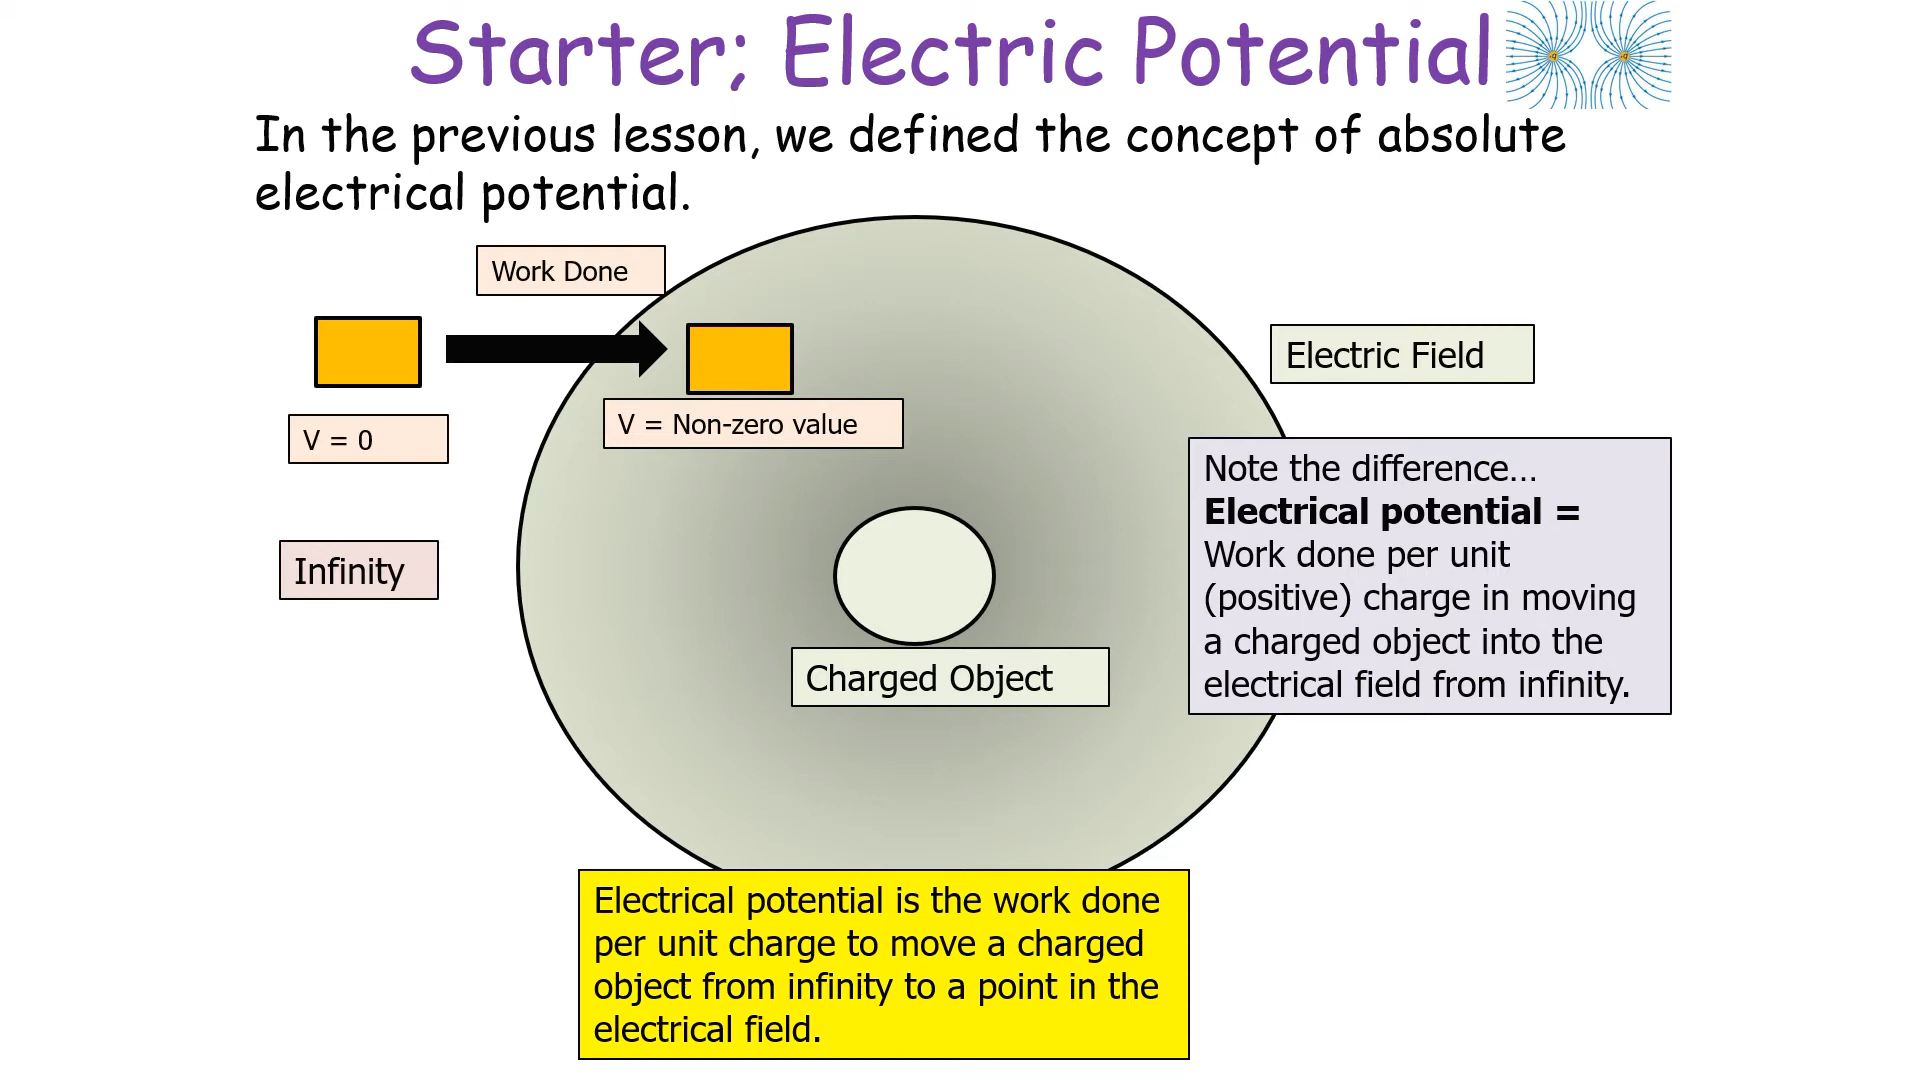 Starter; Electric Potential
In the previous lesson, we defined the concept of absolute
electrical potential.
Work Done
V = 0
V = Non-zero value
Electric Field
Infinity
Note the difference…
Electrical potential =
Work done per unit
(positive) charge in moving
a charged object into the
electrical field from infinity.
Charged Object
Electrical potential is the work done
per unit charge to move a charged
object from infinity to a point in the
electrical field.